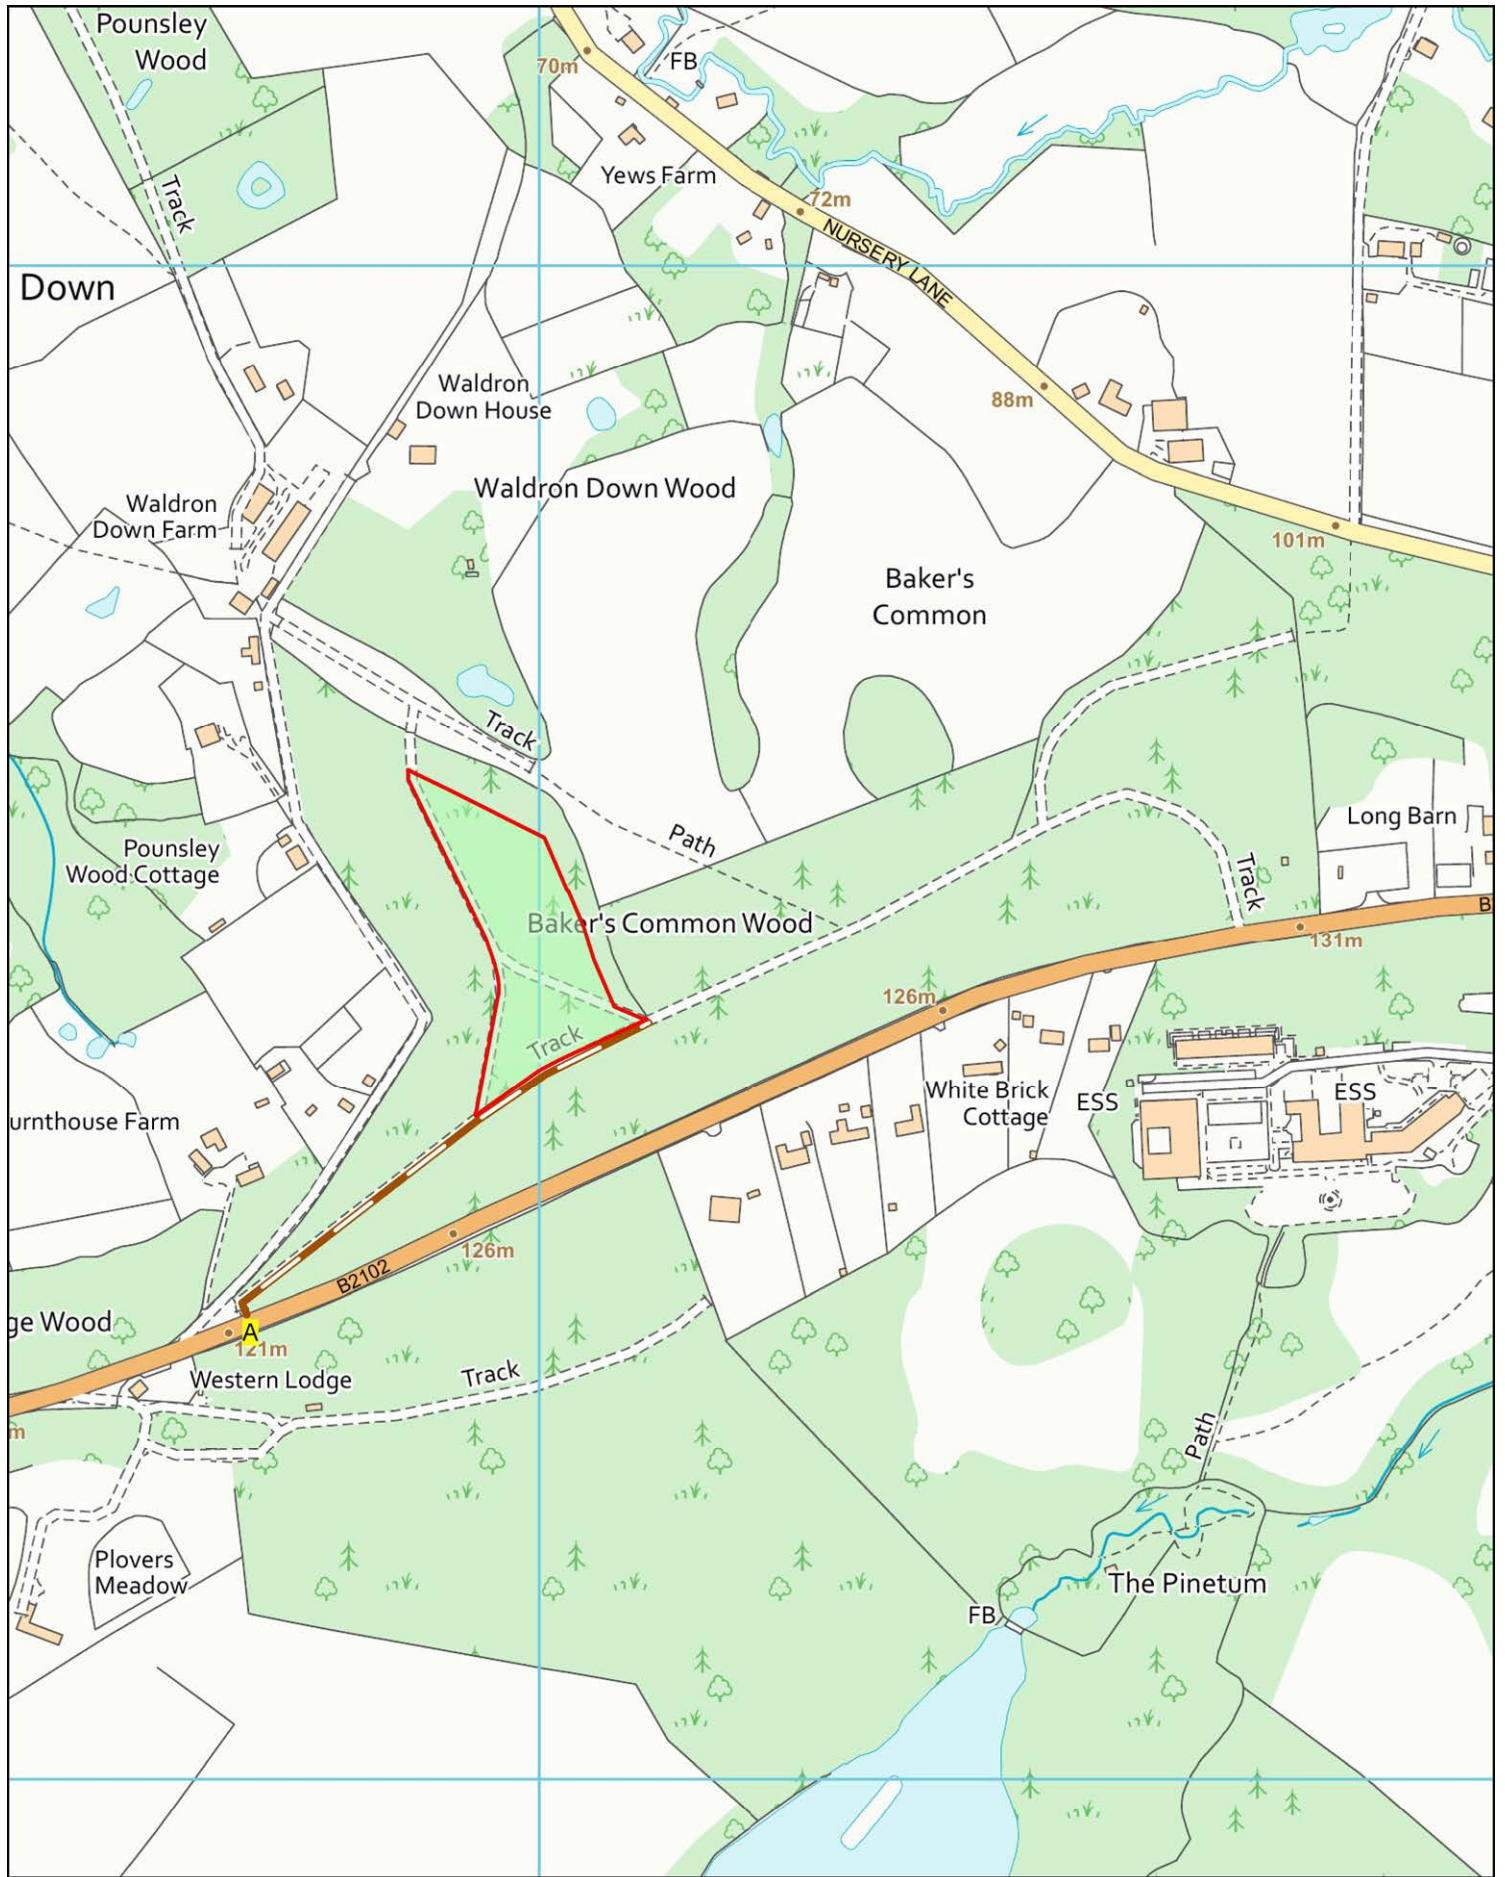 Pounsley
Wood
70m
FB
Track
Yews Farm
72m
NURSERY LANE
Down
Waldron
Down House
88m
Waldron Down Wood
Waldron
Down Farm
101m
Baker's
Common
Track
Path
Long Barn
Pounsley
Wood Cottage
Track
Baker's Common Wood
B
131m
126m
Track
White Brick
Cottage
ESS
ESS
urnthouse Farm
126m
B2102
ge Wood
A
121m
Western Lodge
Track
m
Path
Plovers
Meadow
The Pinetum
FB